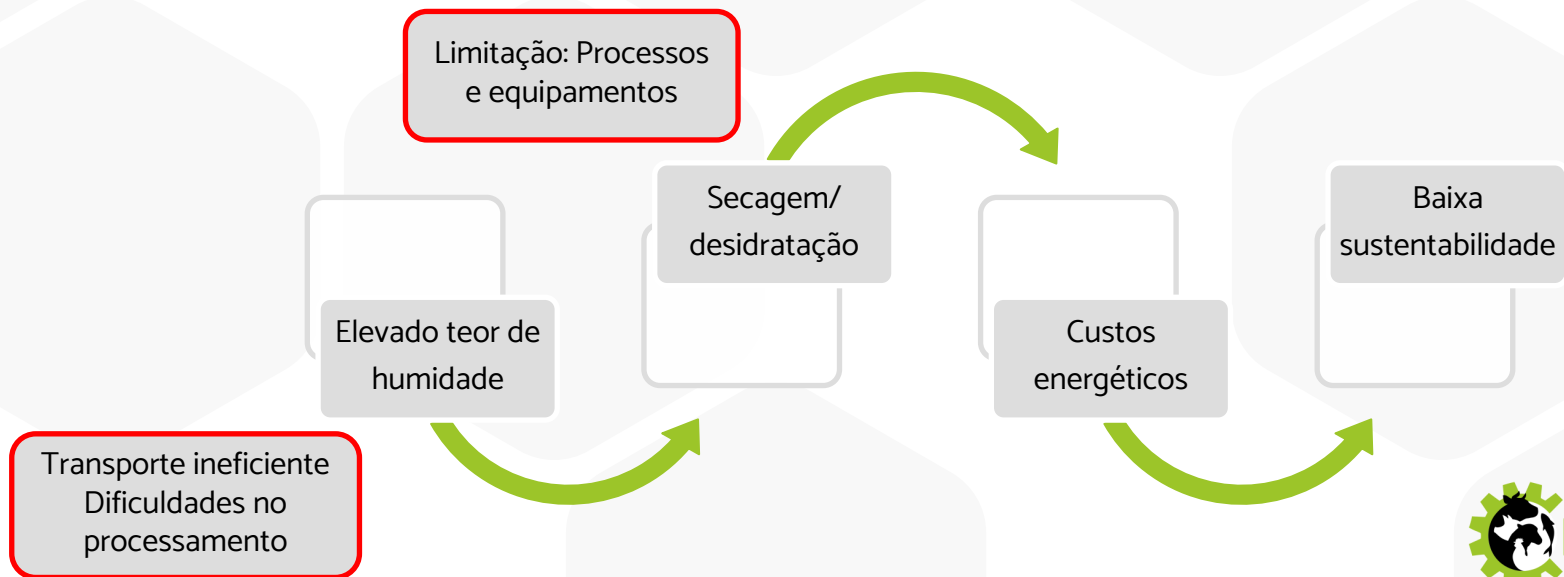 Limitação: Processos
e equipamentos
Secagem/
desidratação
Baixa
sustentabilidade
Elevado teor de
humidade
Custos
energéticos
Transporte ineficiente
Dificuldades no
processamento